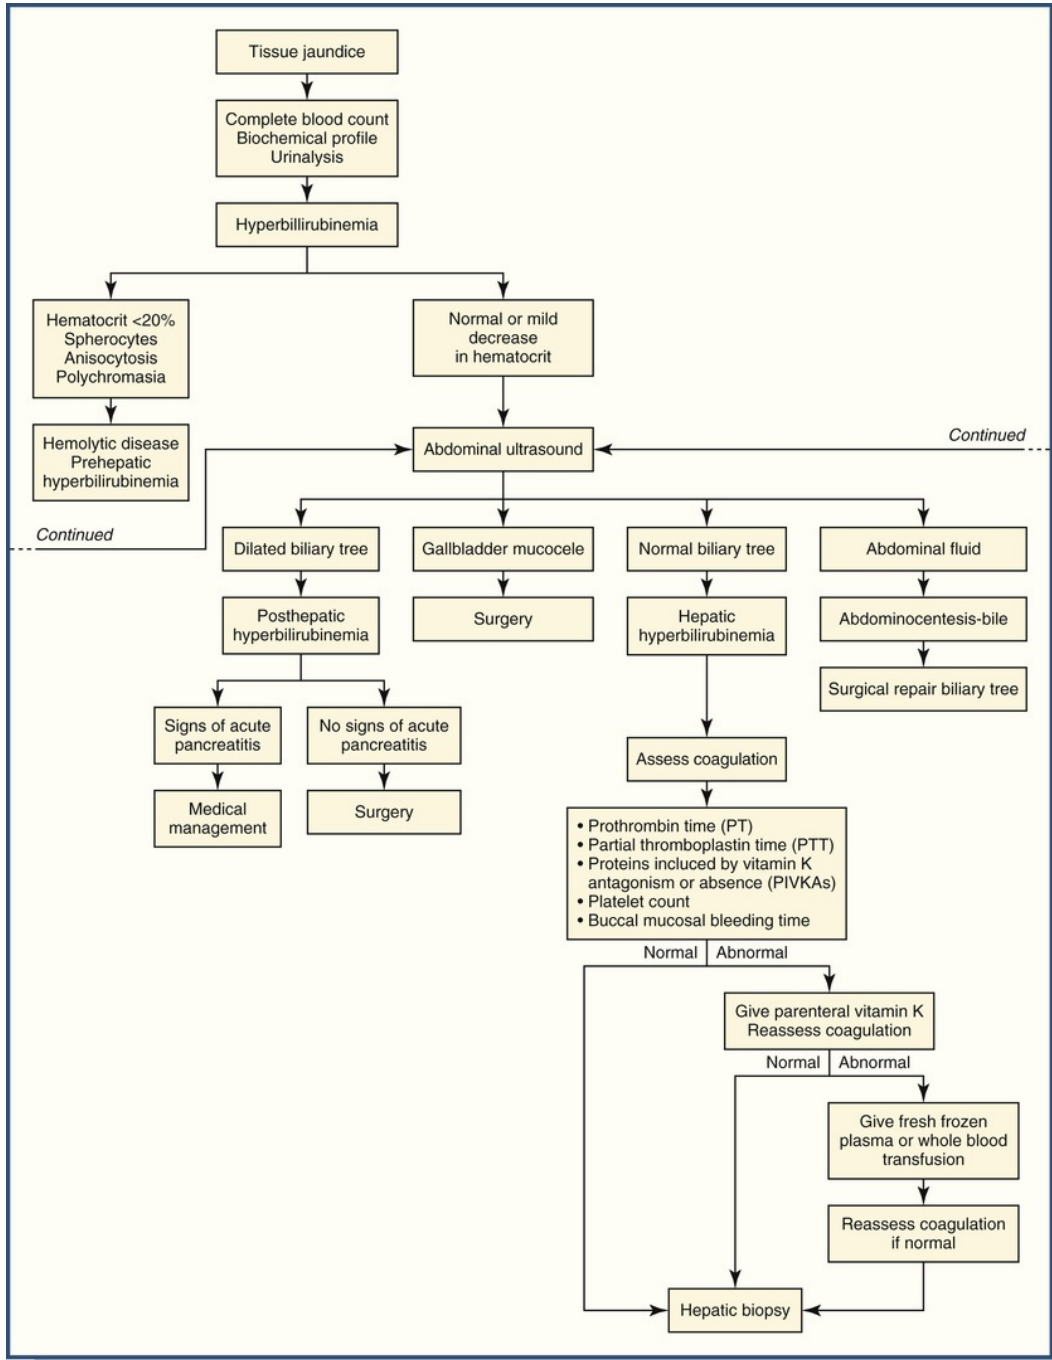 Tissue jaundice
Complete blood count
Biochemical profile
Urinalysis
Hyperbillirubinemia
Hematocrit <20%
Spherocytes
Anisocytosis
Polychromasia
Normal or mild
decrease
in hematocrit
Hemolytic disease
Prehepatic
hyperbilirubinemia
Abdominal ultrasound
Continued
Continued
Dilated biliary tree
Gallbladder mucocele
Normal biliary tree
Abdominal fluid
Posthepatic
hyperbilirubinemia
Surgery
Hepatic
hyperbilirubinemia
Abdominocentesis-bile
Surgical repair biliary tree
Signs of acute
pancreatitis
No signs of acute
pancreatitis
Medical
management
Surgery
Assess coagulation
• Prothrombin time (PT)
• Partial thromboplastin time (PTT)
• Proteins incluced by vitamin K
antagonism or absence (PIVKAs)
• Platelet count
• Buccal mucosal bleeding time
Normal
Abnormal
Give parenteral vitamin K
Reassess coagulation
Normal
Abnormal
Give fresh frozen
plasma or whole blood
transfusion
Reassess coagulation
if normal
Hepatic biopsy